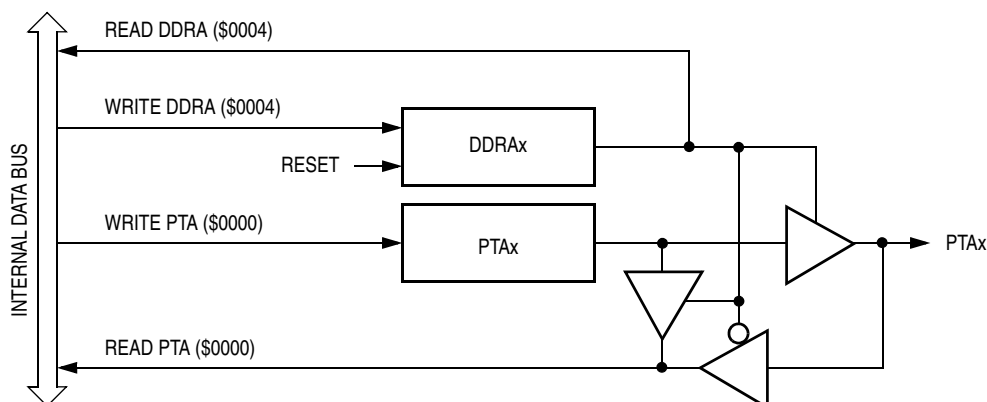 READ DDRA ($0004)
WRITE DDRA ($0004)
DDRAx
RESET
INTERNAL DATA BUS
WRITE PTA ($0000)
PTAx
PTAx
READ PTA ($0000)